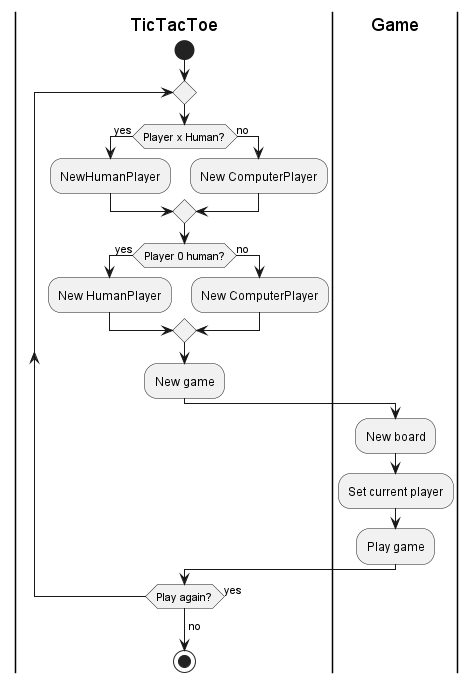 TicTacToe
Game
yes
Player x Human?
no
NewHumanPlayer
New ComputerPlayer
yes
Player 0 human?
no
New HumanPlayer
New ComputerPlayer
New game
New board
Set current player
Play game
Play again?
yes
no